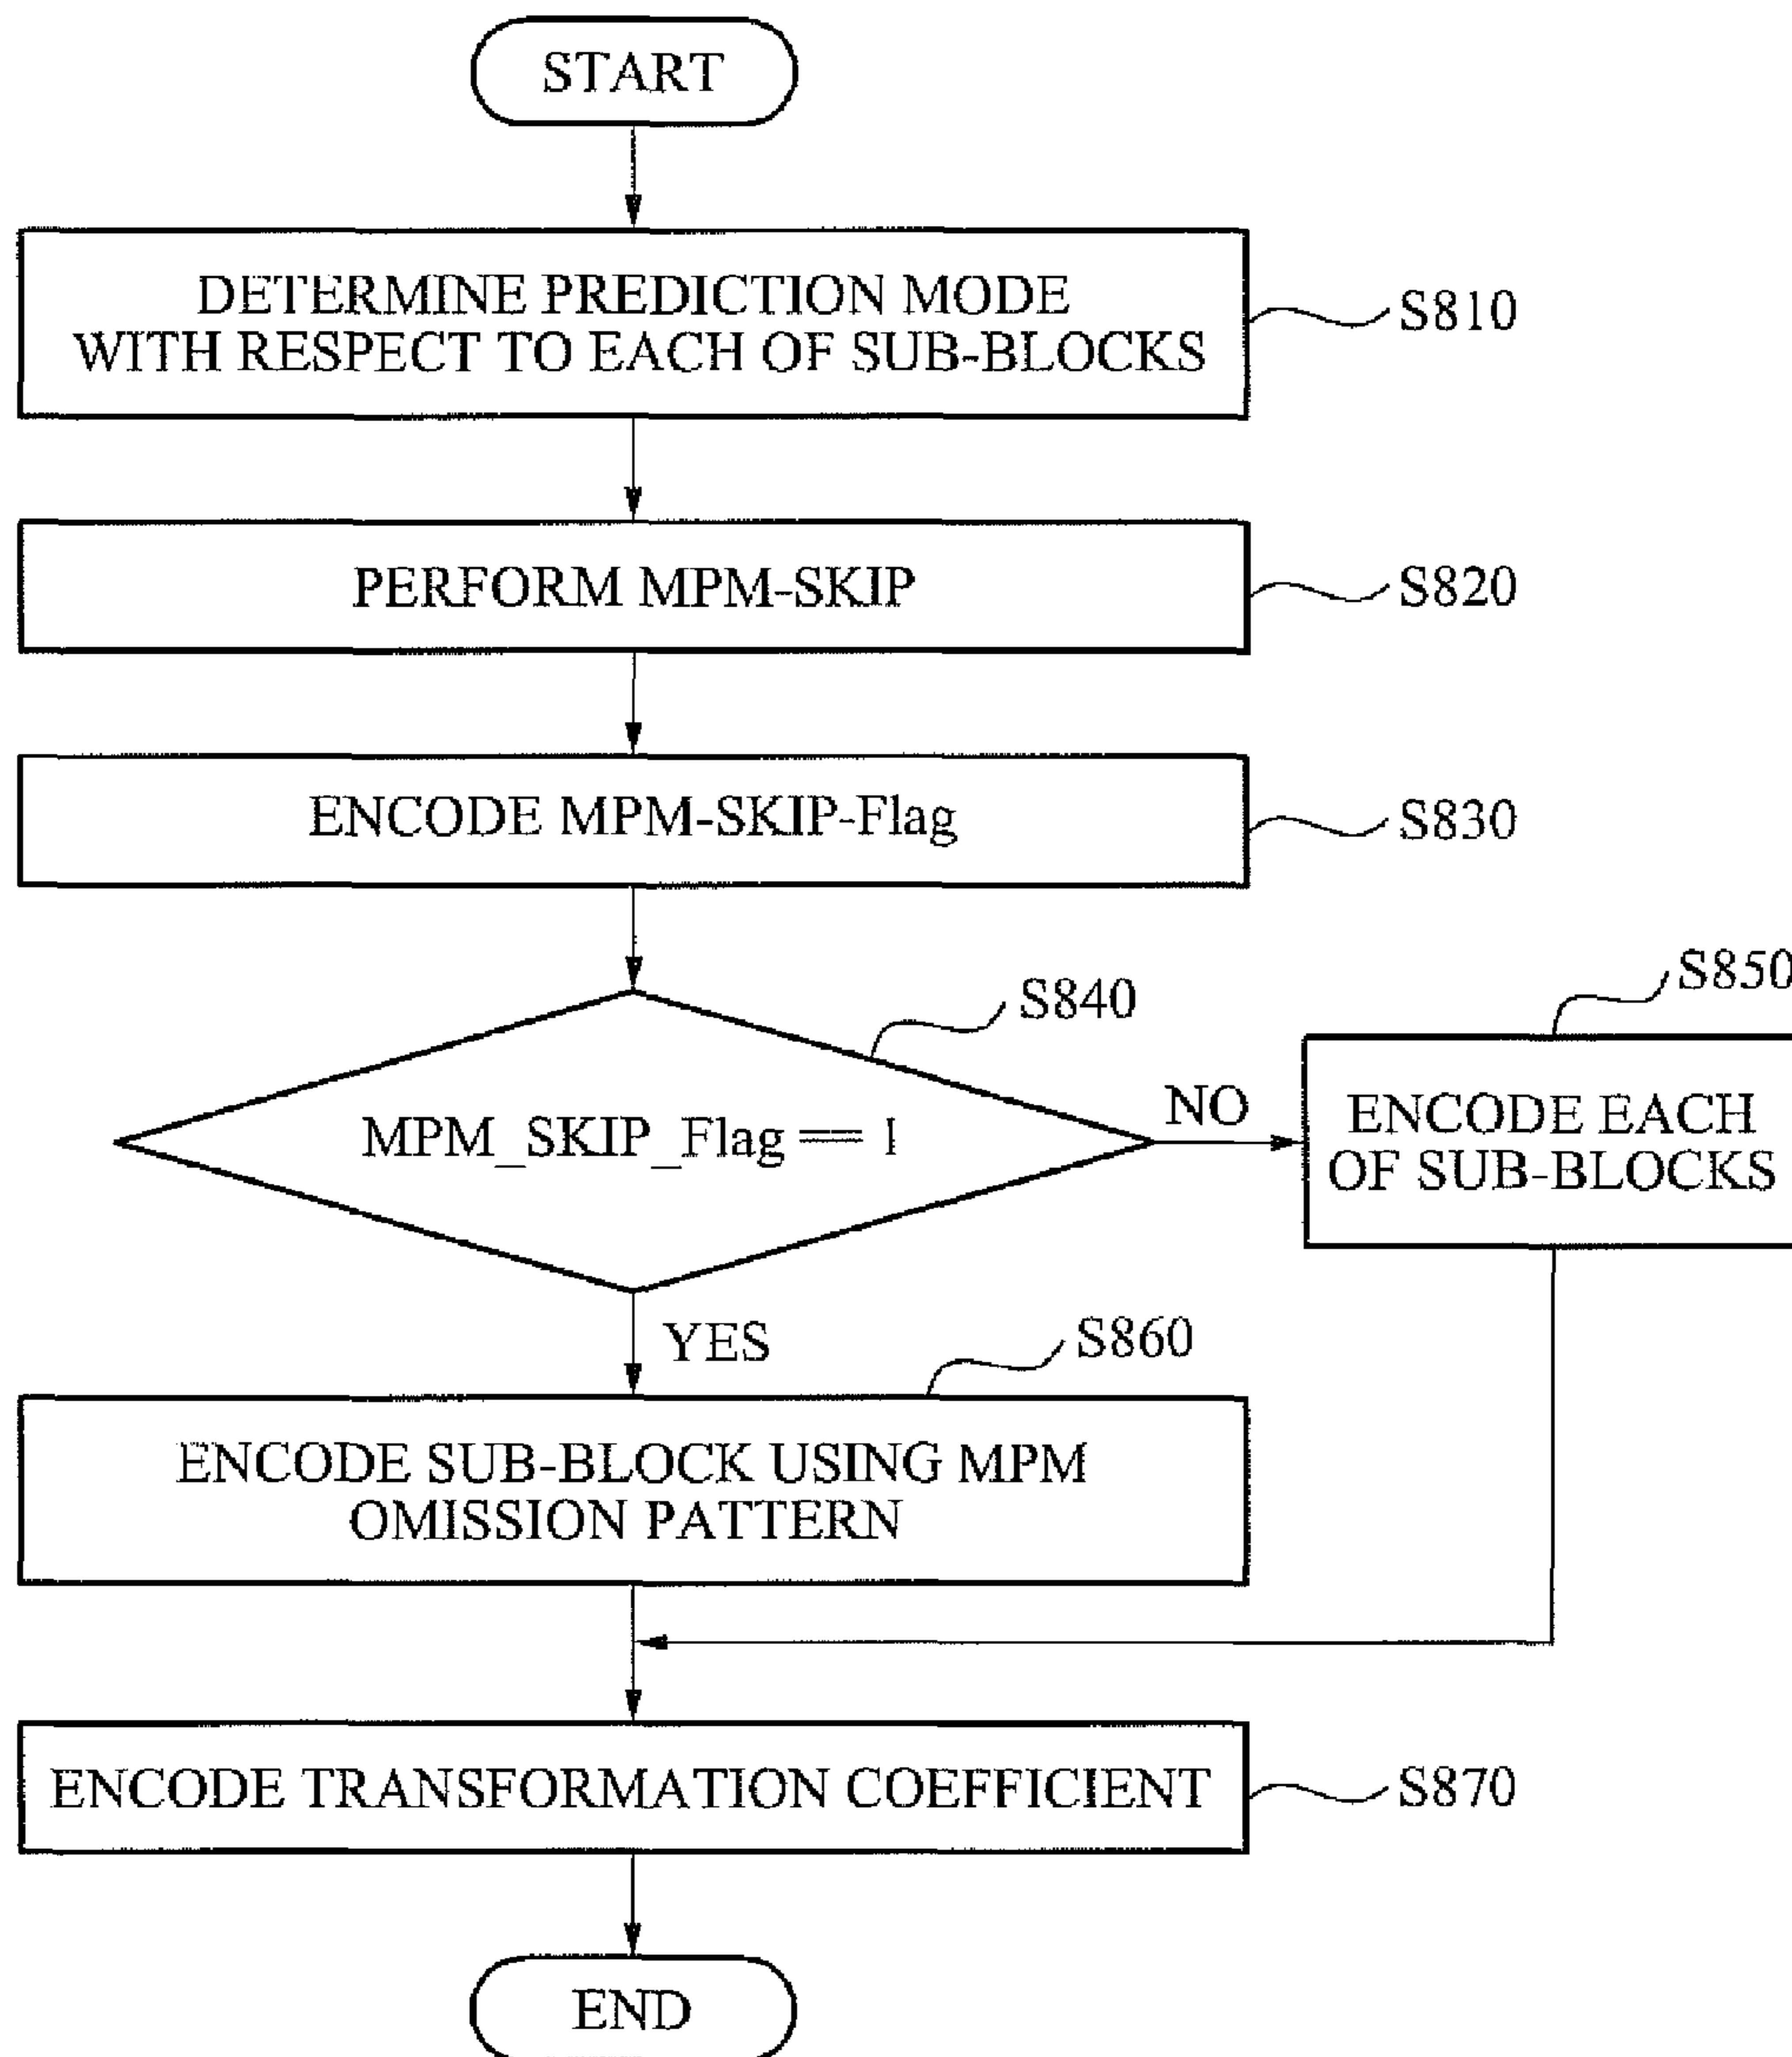 START
DETERMINE PREDICTION MODE
WITH RESPECT TO EACH OF SUB-BLOCKS
S810
PERFORM MPM-SKIP
S820
ENCODE MPM-SKIP-Flag
S830
S840
MPM_SKIP_Flag == 1
NO
S850
ENCODE EACH
OF SUB-BLOCKS
YES
S860
ENCODE SUB-BLOCK USING MPM
OMISSION PATTERN
ENCODE TRANSFORMATION COEFFICIENT
S870
END